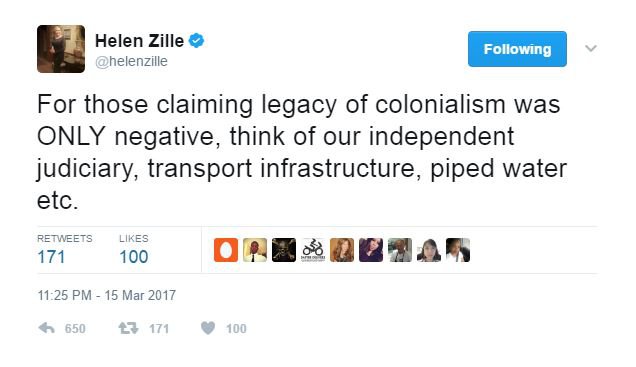 Helen Zille
@helenzille
Following
For those claiming legacy of colonialism was
ONLY negative, think of our independent
judiciary, transport infrastructure, piped water
etc.
RETWEETS LIKES
171 100
11:25 PM - 15 Mar 2017
650 171 100